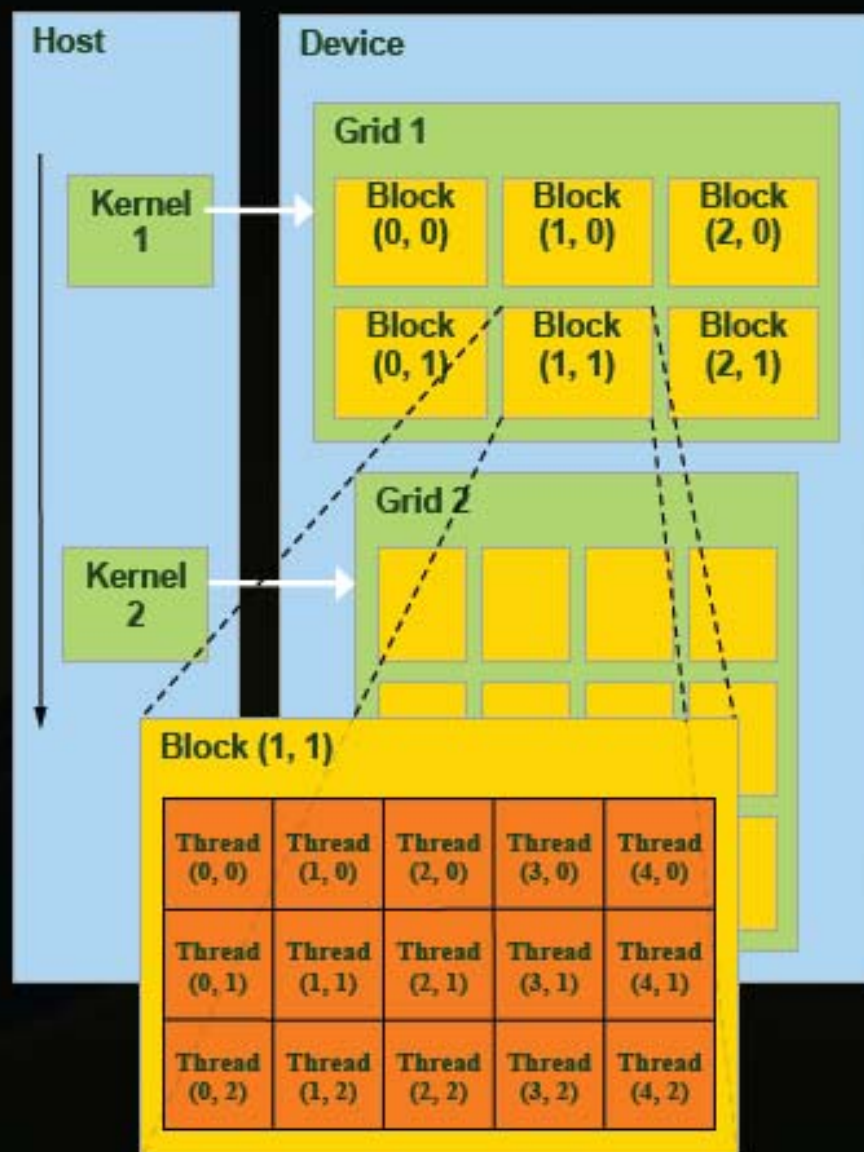 Host
Device
Grid 1
Kernel
1
Block
(0, 0)
Block
(1, 0)
Block
(2, 0)
Block
(0, 1)
Block
(1, 1)
Block
(2, 1)
Grid 2
Kernel
2
Block (1, 1)
Thread
(0, 0)
Thread
(1, 0)
Thread
(2, 0)
Thread
(3, 0)
Thread
(4, 0)
Thread
(0, 1)
Thread
(1, 1)
Thread
(2, 1)
Thread
(3, 1)
Thread
(4, 1)
Thread
(0, 2)
Thread
(1, 2)
Thread
(2, 2)
Thread
(3, 2)
Thread
(4, 2)